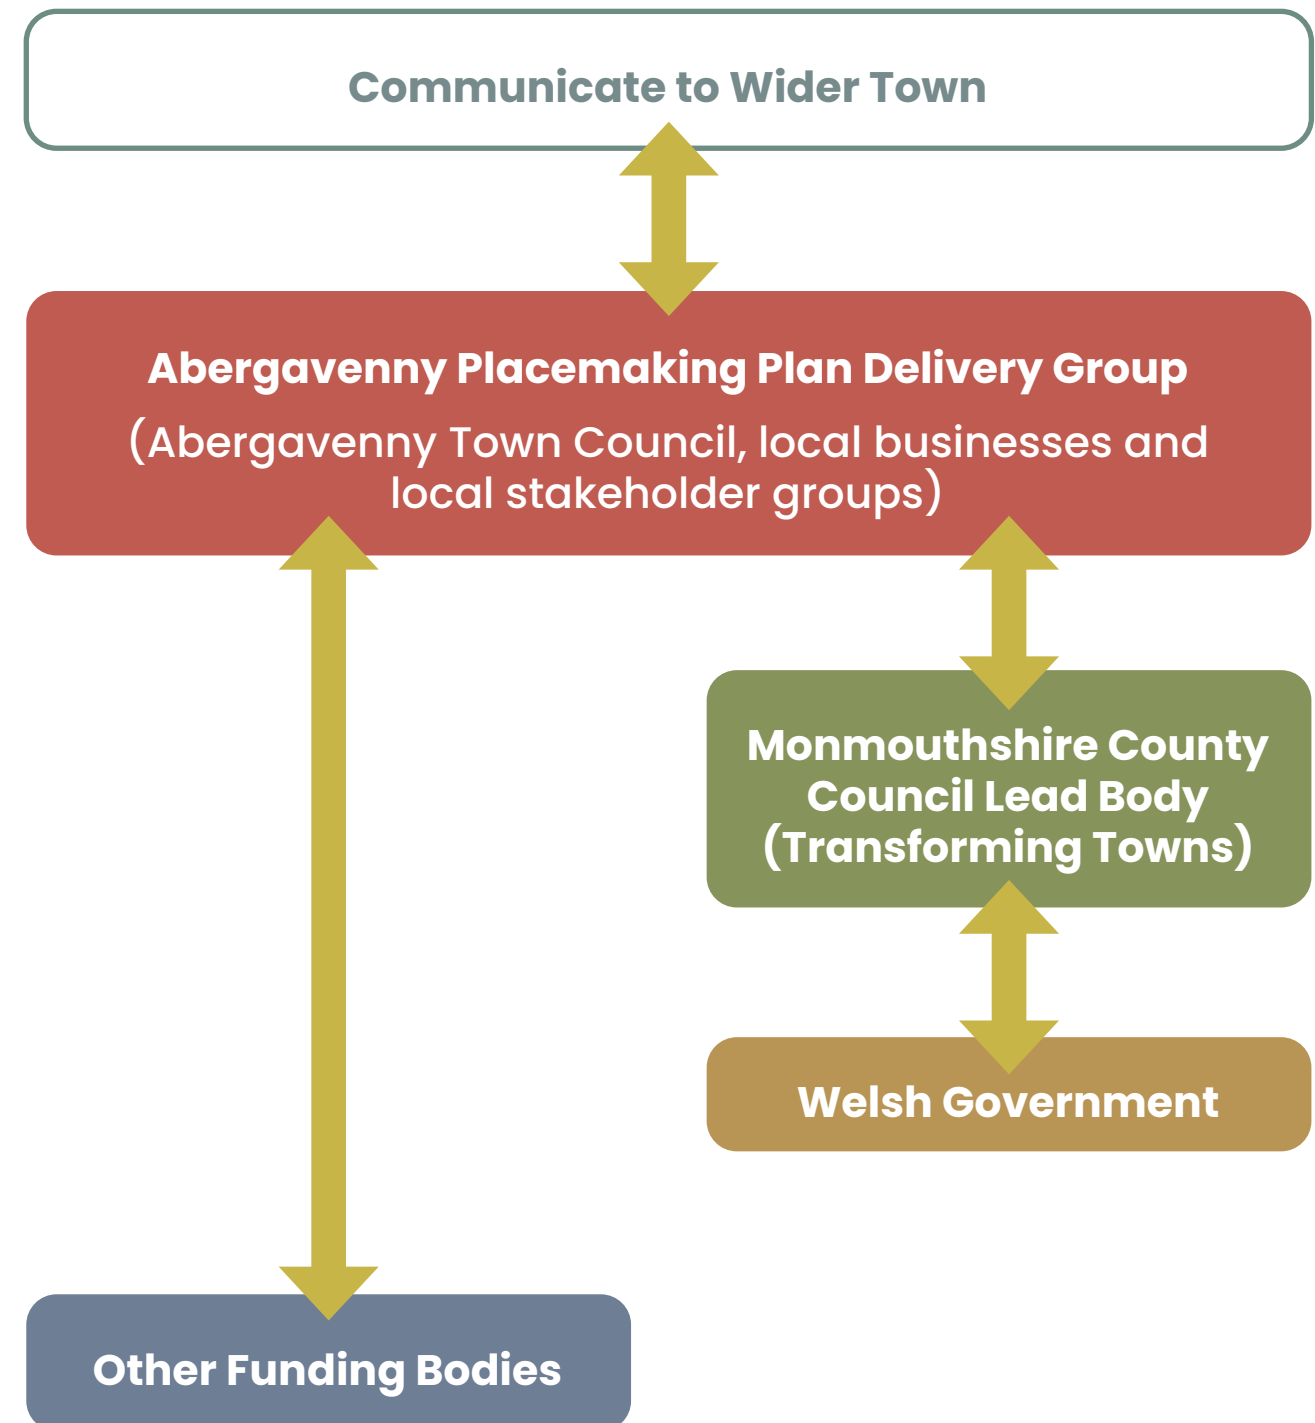 Communicate to Wider Town
Abergavenny Placemaking Plan Delivery Group
(Abergavenny Town Council, local businesses and
local stakeholder groups)
Monmouthshire County
Council Lead Body
(Transforming Towns)
Welsh Government
Other Funding Bodies